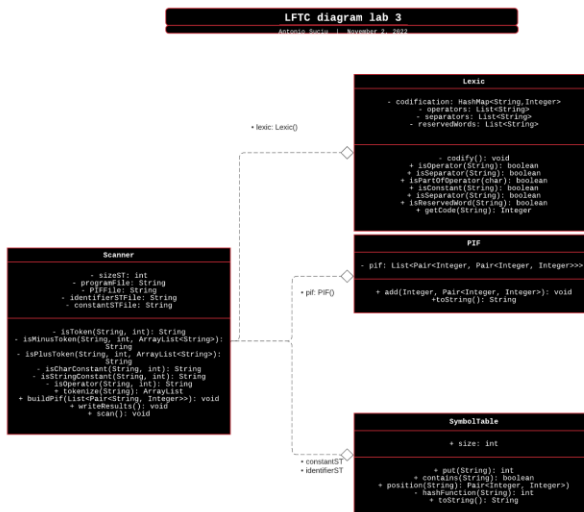 LFTC diagram lab 3
Antonio Suciu | November 2, 2022
Lexic
- codification: HashMap<String,Integer>
- operators: List<String>
- separators: List<String>
- reservedWords: List<String>
- codify(): void
+ isOperator(String): boolean
+ isSeparator(String): boolean
+ isPartOfOperator(char): boolean
+ isConstant(String): boolean
+ isSeparator(String): boolean
+ isReservedWord(String): boolean
+ getCode(String): Integer
• lexic: Lexic()
PIF
- pif: List<Pair<Integer, Pair<Integer, Integer>>>
+ add(Integer, Pair<Integer, Integer>): void
+toString(): String
• pif: PIF()
Scanner
- sizeST: int
- programFile: String
- PIFFile: String
- identifierSTFile: String
- constantSTFile: String
- isToken(String, int): String
- isMinusToken(String, int, ArrayList<String>):
String
- isPlusToken(String, int, ArrayList<String>):
String
- isCharConstant(String, int): String
- isStringConstant(String, int): String
- isOperator(String, int): String
+ tokenize(String): ArrayList
+ buildPif(List<Pair<String, Integer>>): void
+ writeResults(): void
+ scan(): void
SymbolTable
+ size: int
+ put(String): int
+ contains(String): boolean
+ position(String): Pair<Integer, Integer>
- hashFunction(String): int
+ toString(): String
• constantST
• identifierST